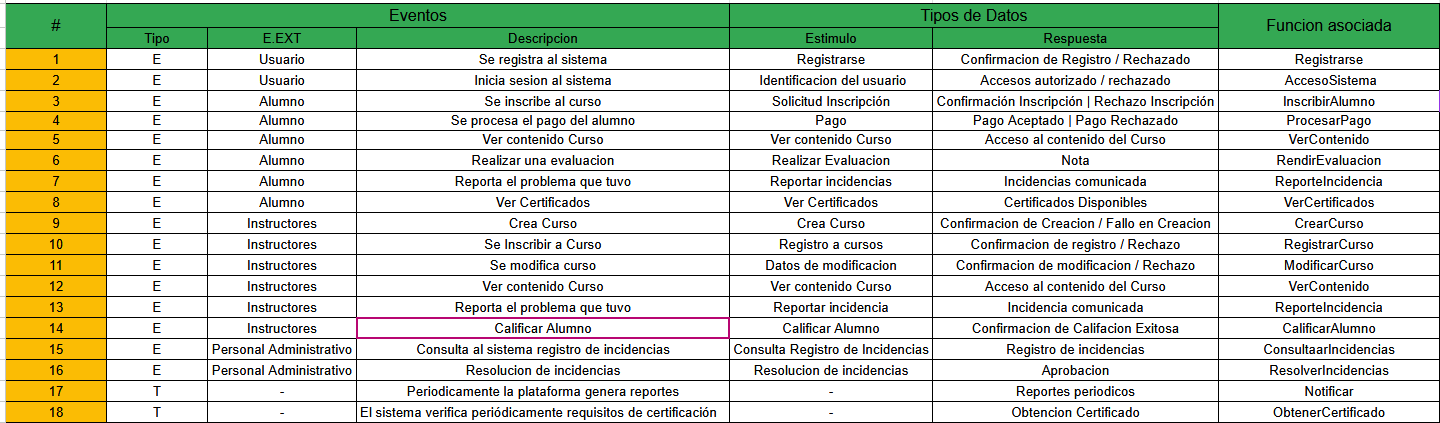 # Eventos Tipos de Datos Funcion asociada
Tipo E.EXT Descripcion Estimulo Respuesta
1 E Usuario Se registra al sistema Registrarse Confirmacion de Registro / Rechazado Registrarse
2 E Usuario Inicia sesion al sistema Identificacion del usuario Accesos autorizado / rechazado AccesoSistema
3 E Alumno Se inscribe al curso Solicitud Inscripción Confirmación Inscripción | Rechazo Inscripción InscribirAlumno
4 E Alumno Se procesa el pago del alumno Pago Pago Aceptado | Pago Rechazado ProcesarPago
5 E Alumno Ver contenido Curso Ver contenido Curso Acceso al contenido del Curso VerContenido
6 E Alumno Realizar una evaluacion Realizar Evaluacion Nota RendirEvaluacion
7 E Alumno Reporta el problema que tuvo Reportar incidencias Incidencias comunicada ReporteIncidencia
8 E Alumno Ver Certificados Ver Certificados Certificados Disponibles VerCertificados
9 E Instructores Crea Curso Crea Curso Confirmacion de Creacion / Fallo en Creacion CrearCurso
10 E Instructores Se Inscribir a Curso Registro a cursos Confirmacion de registro / Rechazo RegistrarCurso
11 E Instructores Se modifica curso Datos de modificacion Confirmacion de modificacion / Rechazo ModificarCurso
12 E Instructores Ver contenido Curso Ver contenido Curso Acceso al contenido del Curso VerContenido
13 E Instructores Reporta el problema que tuvo Reportar incidencia Incidencia comunicada ReporteIncidencia
14 E Instructores Calificar Alumno Calificar Alumno Confirmacion de Califacion Exitosa CalificarAlumno
15 E Personal Administrativo Consulta al sistema registro de incidencias Consulta Registro de Incidencias Registro de incidencias ConsultaarIncidencias
16 E Personal Administrativo Resolucion de incidencias Resolucion de incidencias Aprobacion ResolverIncidencias
17 T - Periodicamente la plataforma genera reportes - Reportes periodicos Notificar
18 T - El sistema verifica periódicamente requisitos de certificación - Obtencion Certificado ObtenerCertificado